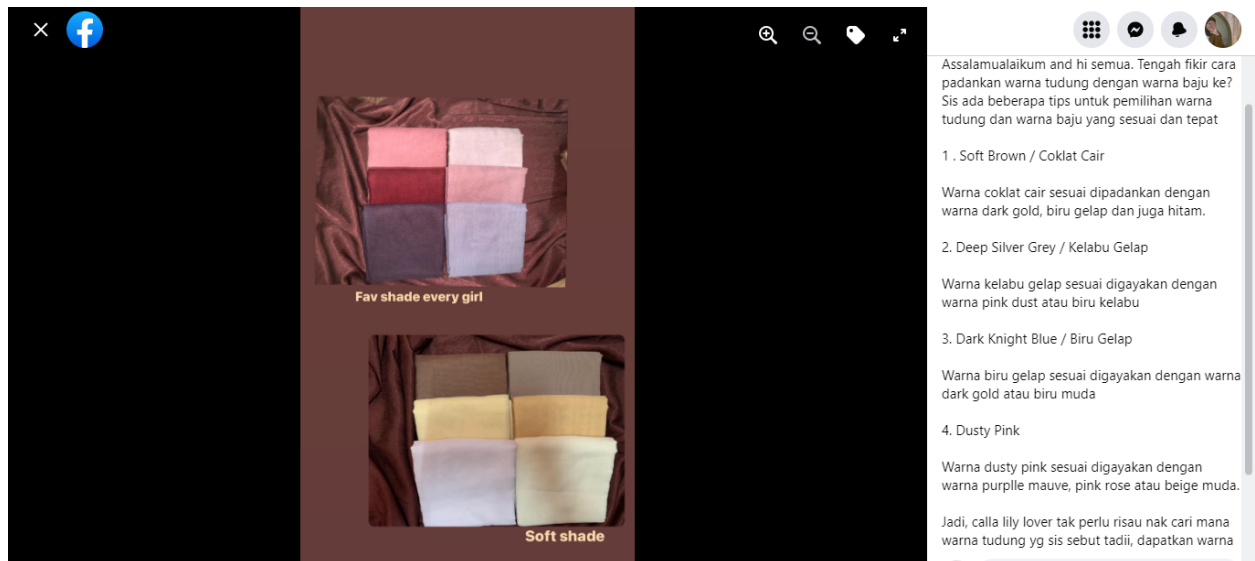 Fav shade every girl
Soft shade
Assalamualaikum and hi semua. Tengah fikir cara
padankan warna tudung dengan warna baju ke?
Sis ada beberapa tips untuk pemilihan warna
tudung dan warna baju yang sesuai dan tepat
1 . Soft Brown / Coklat Cair
Warna coklat cair sesuai dipadankan dengan
warna dark gold, biru gelap dan juga hitam.
2. Deep Silver Grey / Kelabu Gelap
Warna kelabu gelap sesuai digayakan dengan
warna pink dust atau biru kelabu
3. Dark Knight Blue / Biru Gelap
Warna biru gelap sesuai digayakan dengan warna
dark gold atau biru muda
4. Dusty Pink
Warna dusty pink sesuai digayakan dengan
warna purplle mauve, pink rose atau beige muda.
Jadi, calla lily lover tak perlu risau nak cari mana
warna tudung yg sis sebut tadii, dapatkan warna